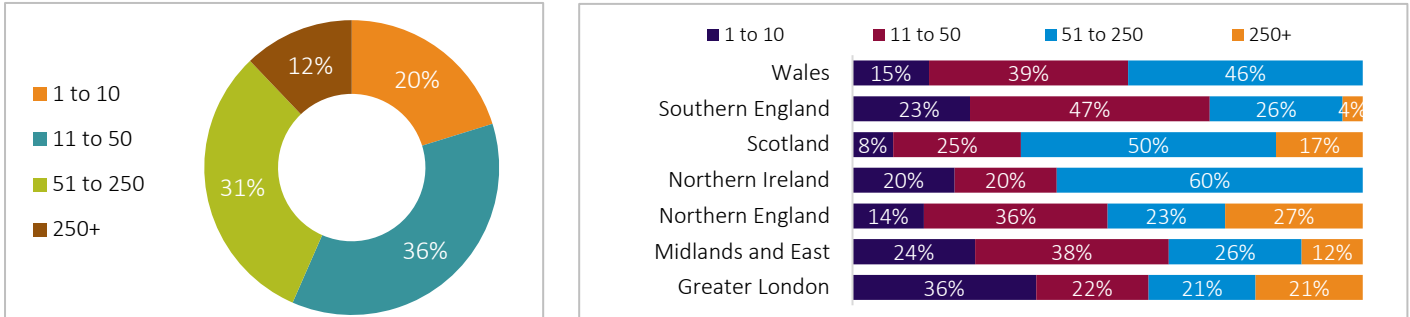 1 to 10
11 to 50
51 to 250
250+
12%
20%
31%
36%
1 to 10 11 to 50 51 to 250 250+
Wales 15% 39% 46%
Southern England 23% 47% 26% 4%
Scotland 8% 25% 50% 17%
Northern Ireland 20% 20% 60%
Northern England 14% 36% 23% 27%
Midlands and East 24% 38% 26% 12%
Greater London 36% 22% 21% 21%